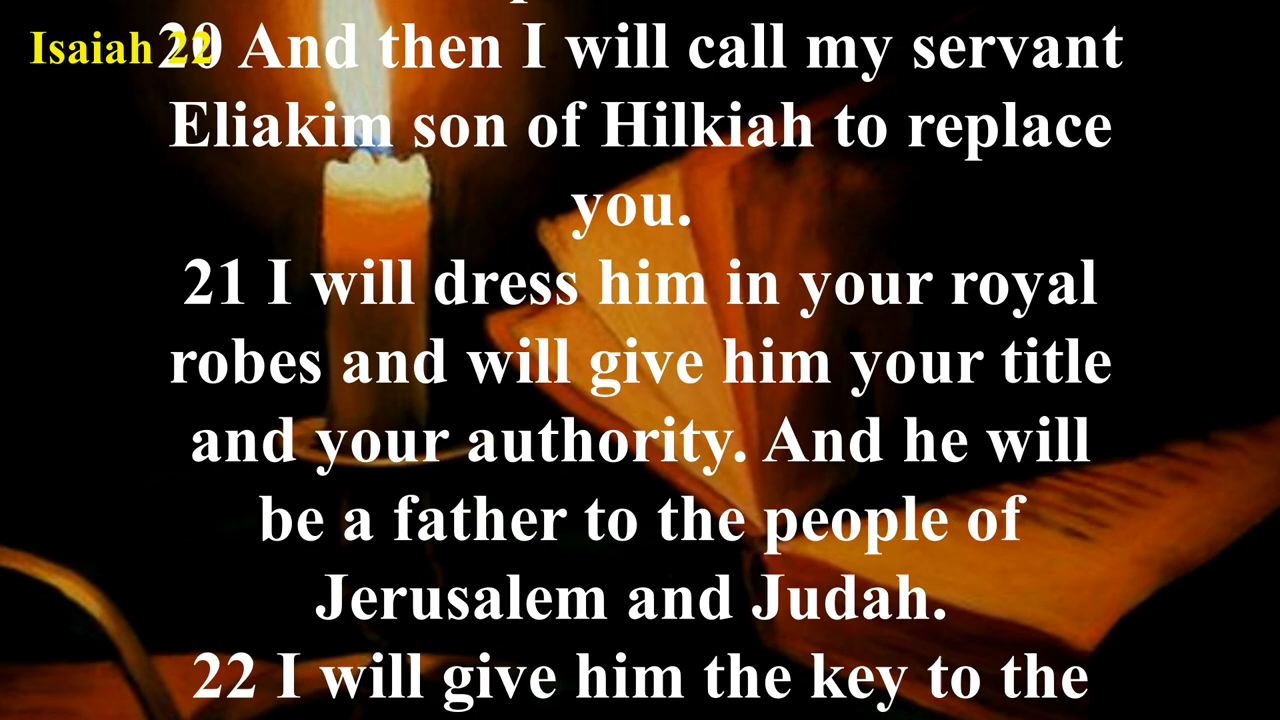 Isaiah 22
20 And then I will call my servant
Eliakim son of Hilkiah to replace
you.
21 I will dress him in your royal
robes and will give him your title
and your authority. And he will
be a father to the people of
Jerusalem and Judah.
22 I will give him the key to the